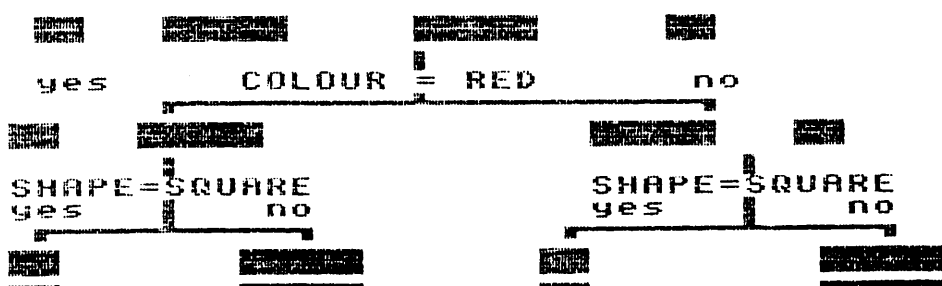 yes COLOUR = RED no
SHAPE=SQUARE SHAPE=SQUARE
yes no yes no